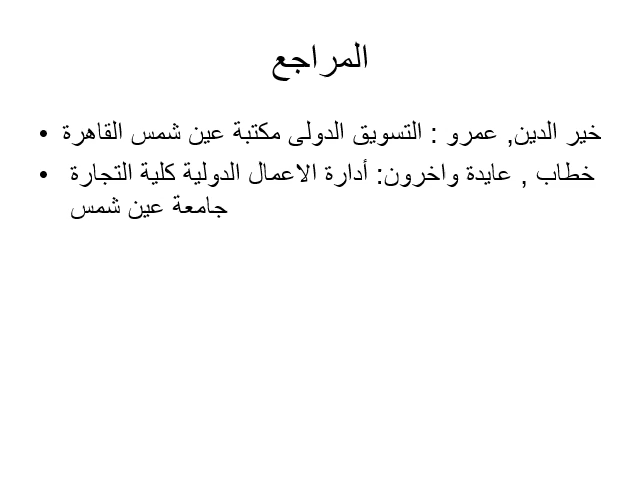 المراجع
• خير الدين, عمرو : التسويق الدولى مكتبة عين شمس القاهرة
• خطاب , عايدة واخرون: أدارة الاعمال الدولية كلية التجارة
جامعة عين شمس